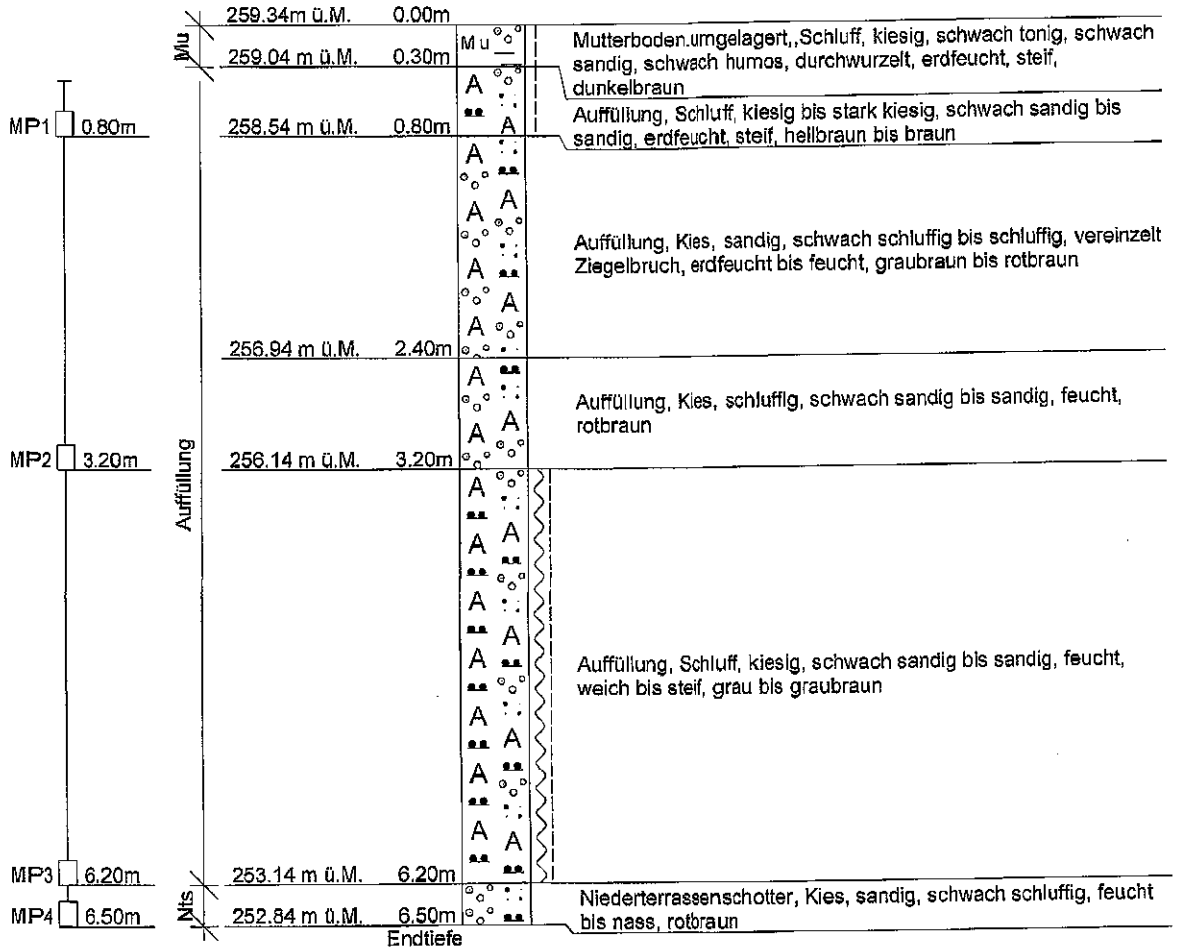 259.34m ü.M. 0.00m
Mu
Mu
Mutterboden.umgelagert,,Schluff, kiesig, schwach tonig, schwach
sandig, schwach humos, durchwurzelt, erdfeucht, steif,
dunkelbraun
259.04 m ü.M. 0.30m
A
Auffüllung, Schluff, kiesig bis stark kiesig, schwach sandig bis
sandig, erdfeucht, steif, hellbraun bis braun
MP1 0.80m
258.54 m ü.M. 0.80m
A
A
A
A
A
Auffüllung, Kies, sandig, schwach schluffig bis schluffig, vereinzelt
Ziegelbruch, erdfeucht bis feucht, graubraun bis rotbraun
A
A
A
256.94 m ü.M. 2.40m
A
A
A
Auffüllung, Kies, schluffig, schwach sandig bis sandig, feucht,
rotbraun
MP2 3.20m
256.14 m ü.M. 3.20m
Auffüllung
A
A
A
A
A
A
Auffüllung, Schluff, kiesig, schwach sandig bis sandig, feucht,
weich bis steif, grau bis graubraun
A
A
A
A
A
MP3 6.20m
253.14 m ü.M. 6.20m
Nts
Niederterrassenschotter, Kies, sandig, schwach schluffig, feucht
bis nass, rotbraun
MP4 6.50m
252.84 m ü.M. 6.50m
Endtiefe